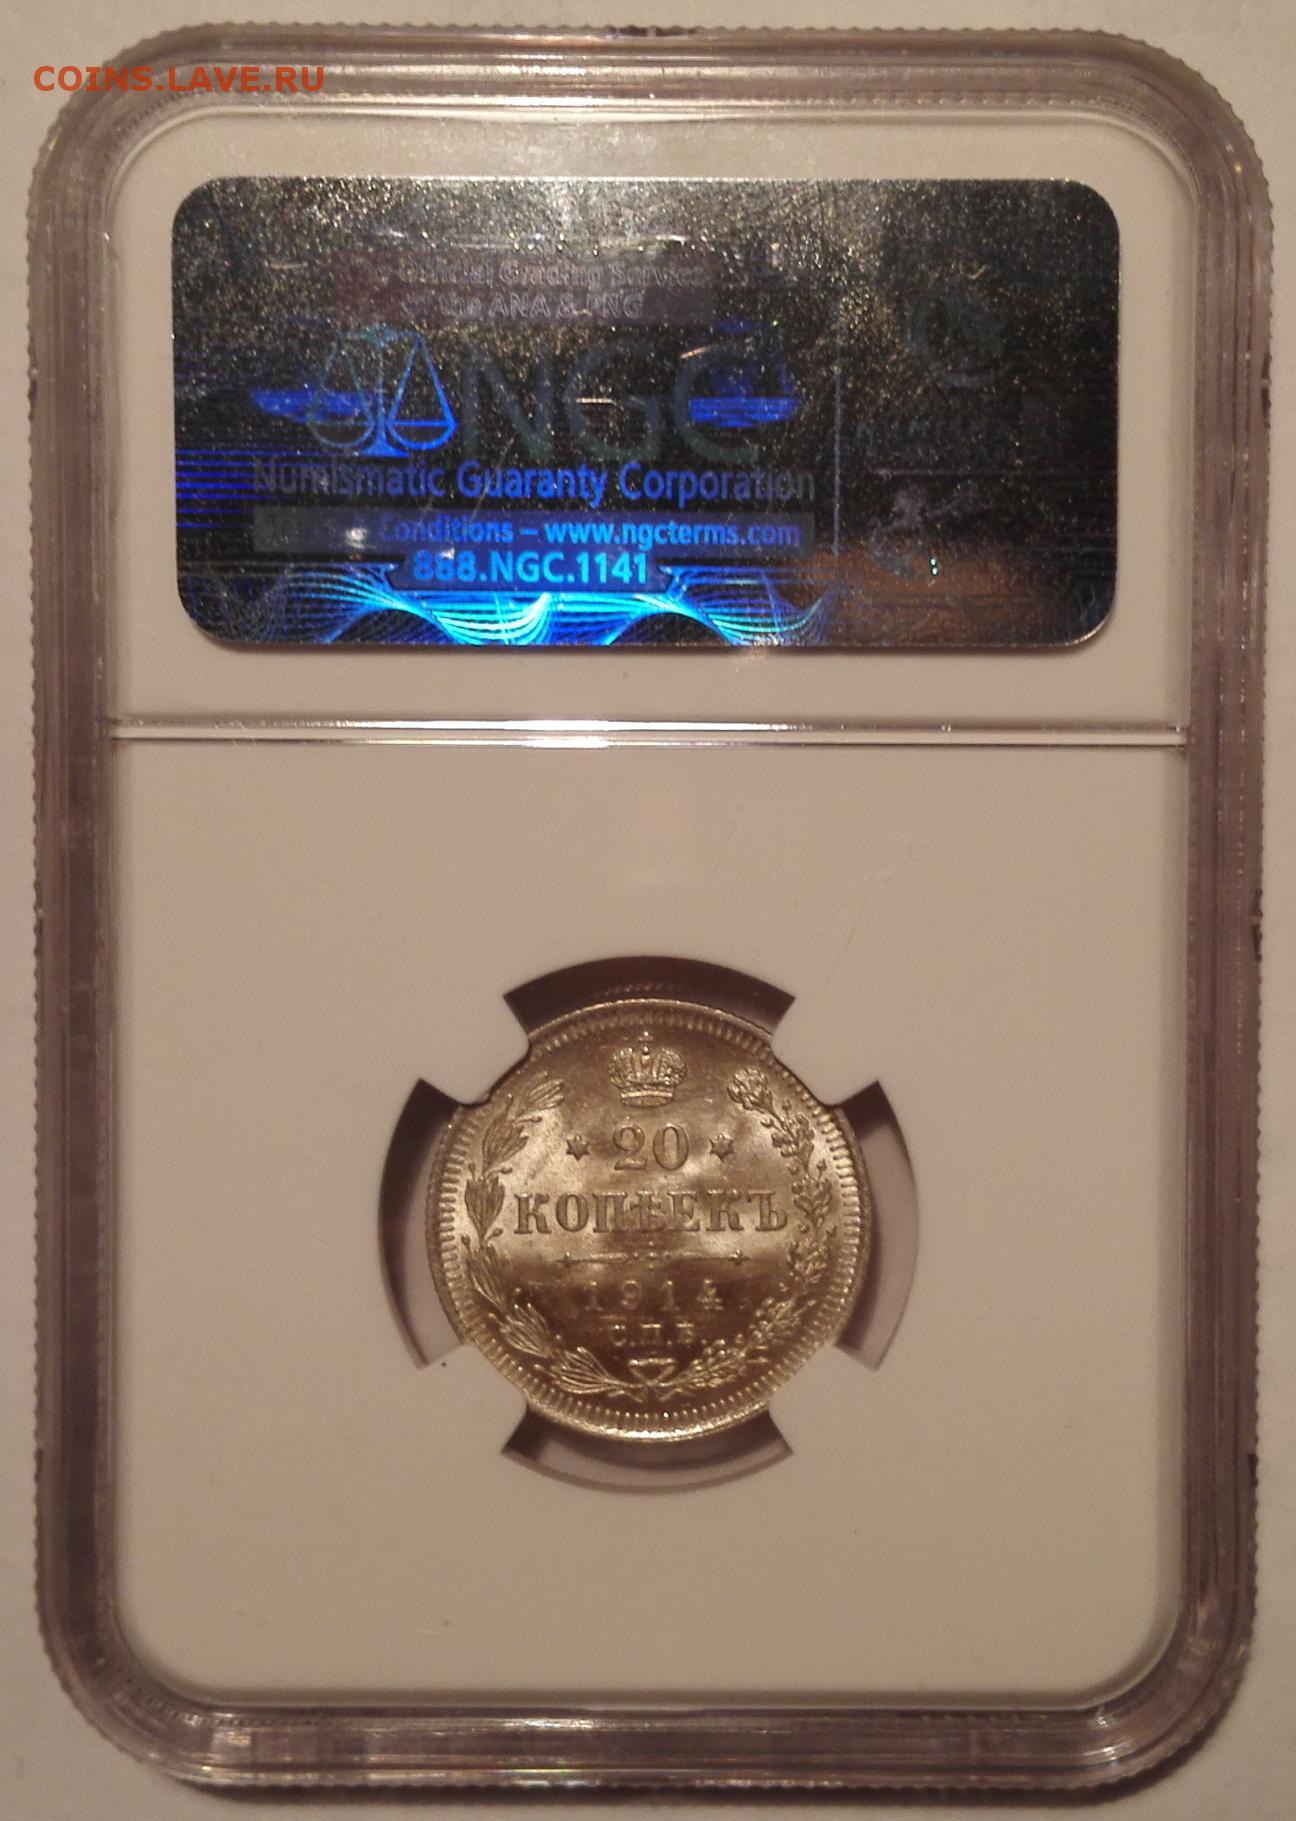 COINS.LAVE.RU
Official Grading Service
of the ANA & PNG
NGC
Numismatic Guaranty Corporation
Conditions – www.ngcterms.com
888.NGC.1141
20
КОПѢЕКЪ
1914
С.П.Б.